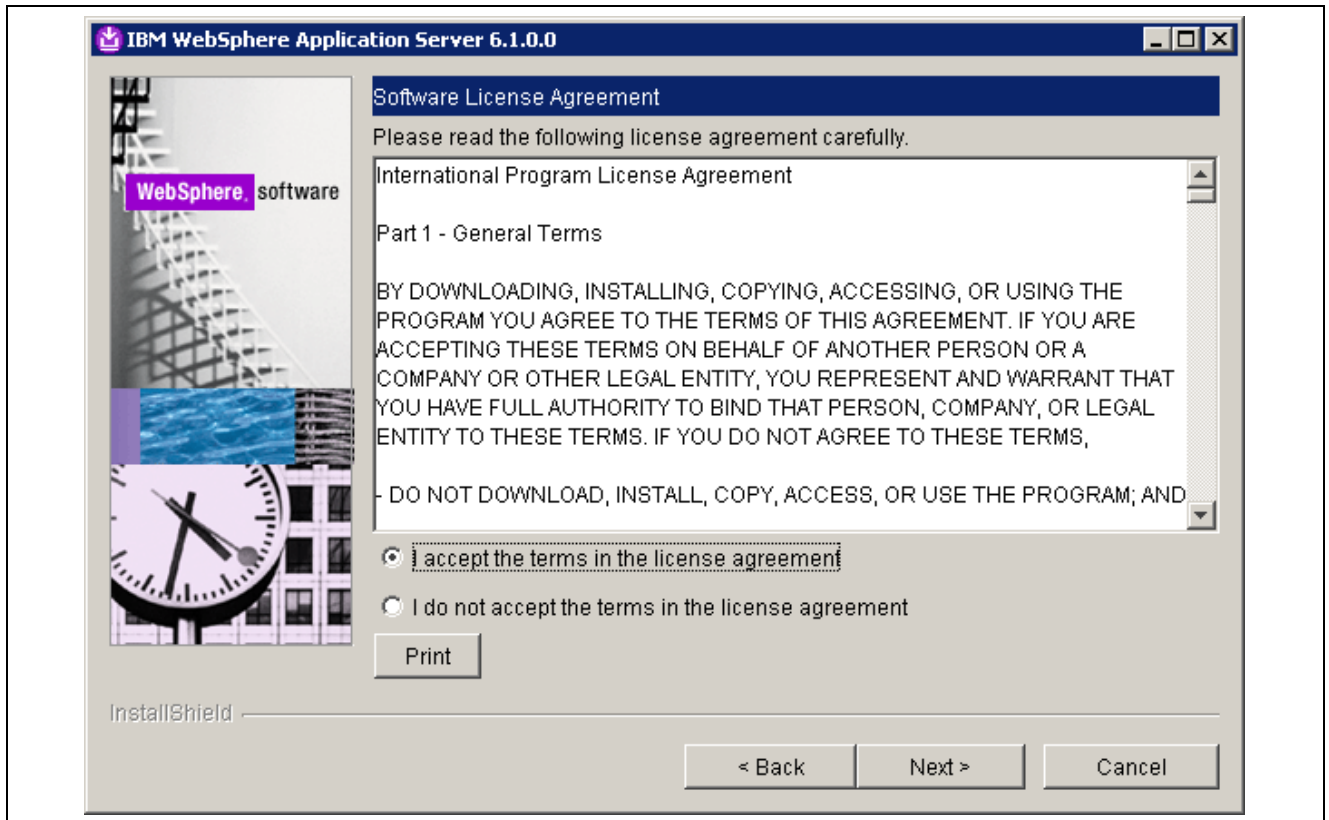 IBM WebSphere Application Server 6.1.0.0
WebSphere. software
Software License Agreement
Please read the following license agreement carefully.
International Program License Agreement
Part 1 - General Terms
BY DOWNLOADING, INSTALLING, COPYING, ACCESSING, OR USING THE
PROGRAM YOU AGREE TO THE TERMS OF THIS AGREEMENT. IF YOU ARE
ACCEPTING THESE TERMS ON BEHALF OF ANOTHER PERSON OR A
COMPANY OR OTHER LEGAL ENTITY, YOU REPRESENT AND WARRANT THAT
YOU HAVE FULL AUTHORITY TO BIND THAT PERSON, COMPANY, OR LEGAL
ENTITY TO THESE TERMS. IF YOU DO NOT AGREE TO THESE TERMS,
- DO NOT DOWNLOAD, INSTALL, COPY, ACCESS, OR USE THE PROGRAM; AND
I accept the terms in the license agreement
I do not accept the terms in the license agreement
Print
InstallShield
< Back Next > Cancel